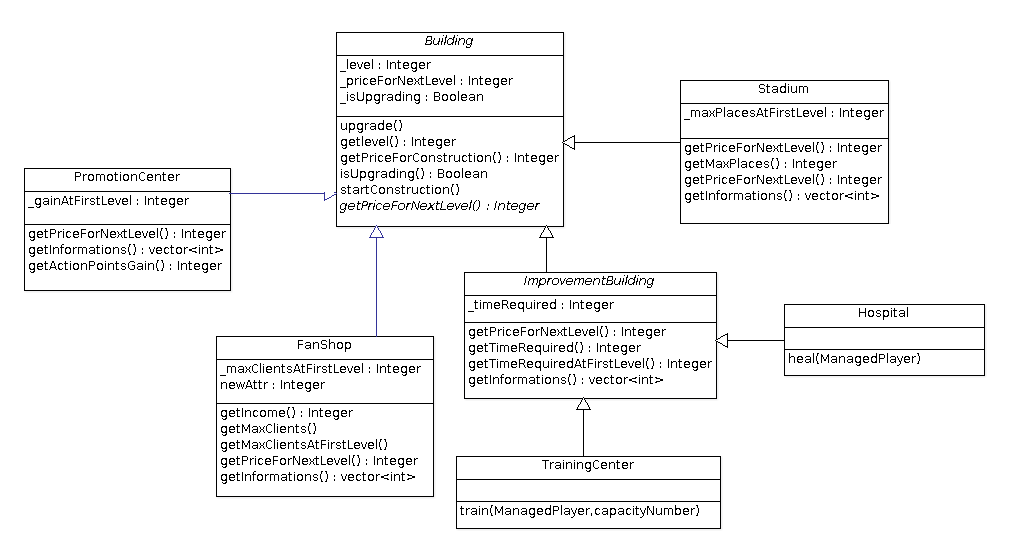 Building
_level : Integer
_priceForNextLevel : Integer
_isUpgrading : Boolean
upgrade()
getlevel() : Integer
getPriceForConstruction() : Integer
isUpgrading() : Boolean
startConstruction()
getPriceForNextLevel() : Integer
Stadium
_maxPlacesAtFirstLevel : Integer
getPriceForNextLevel() : Integer
getMaxPlaces() : Integer
getPriceForNextLevel() : Integer
getInformations() : vector<int>
PromotionCenter
_gainAtFirstLevel : Integer
getPriceForNextLevel() : Integer
getInformations() : vector<int>
getActionPointsGain() : Integer
ImprovementBuilding
_timeRequired : Integer
getPriceForNextLevel() : Integer
getTimeRequired() : Integer
getTimeRequiredAtFirstLevel() : Integer
getInformations() : vector<int>
Hospital
heal(ManagedPlayer)
FanShop
_maxClientsAtFirstLevel : Integer
newAttr : Integer
getIncome() : Integer
getMaxClients()
getMaxClientsAtFirstLevel()
getPriceForNextLevel() : Integer
getInformations() : vector<int>
TrainingCenter
train(ManagedPlayer,capacityNumber)